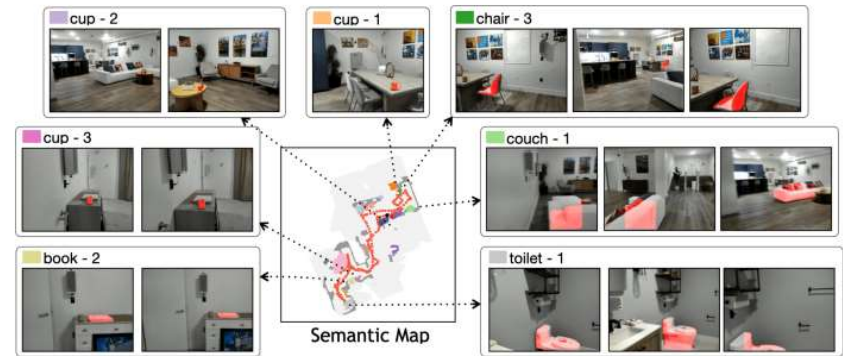 cup - 2
cup - 1
chair - 3
cup - 3
couch - 1
book - 2
toilet - 1
Semantic Map